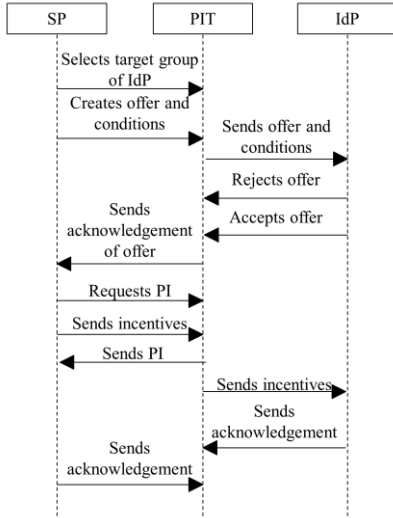 SP
PIT
IdP
Selects target group
of IdP
Creates offer and
conditions
Sends offer and
conditions
Rejects offer
Accepts offer
Sends
acknowledgement
of offer
Requests PI
Sends incentives
Sends PI
Sends incentives
Sends
acknowledgement
Sends
acknowledgement